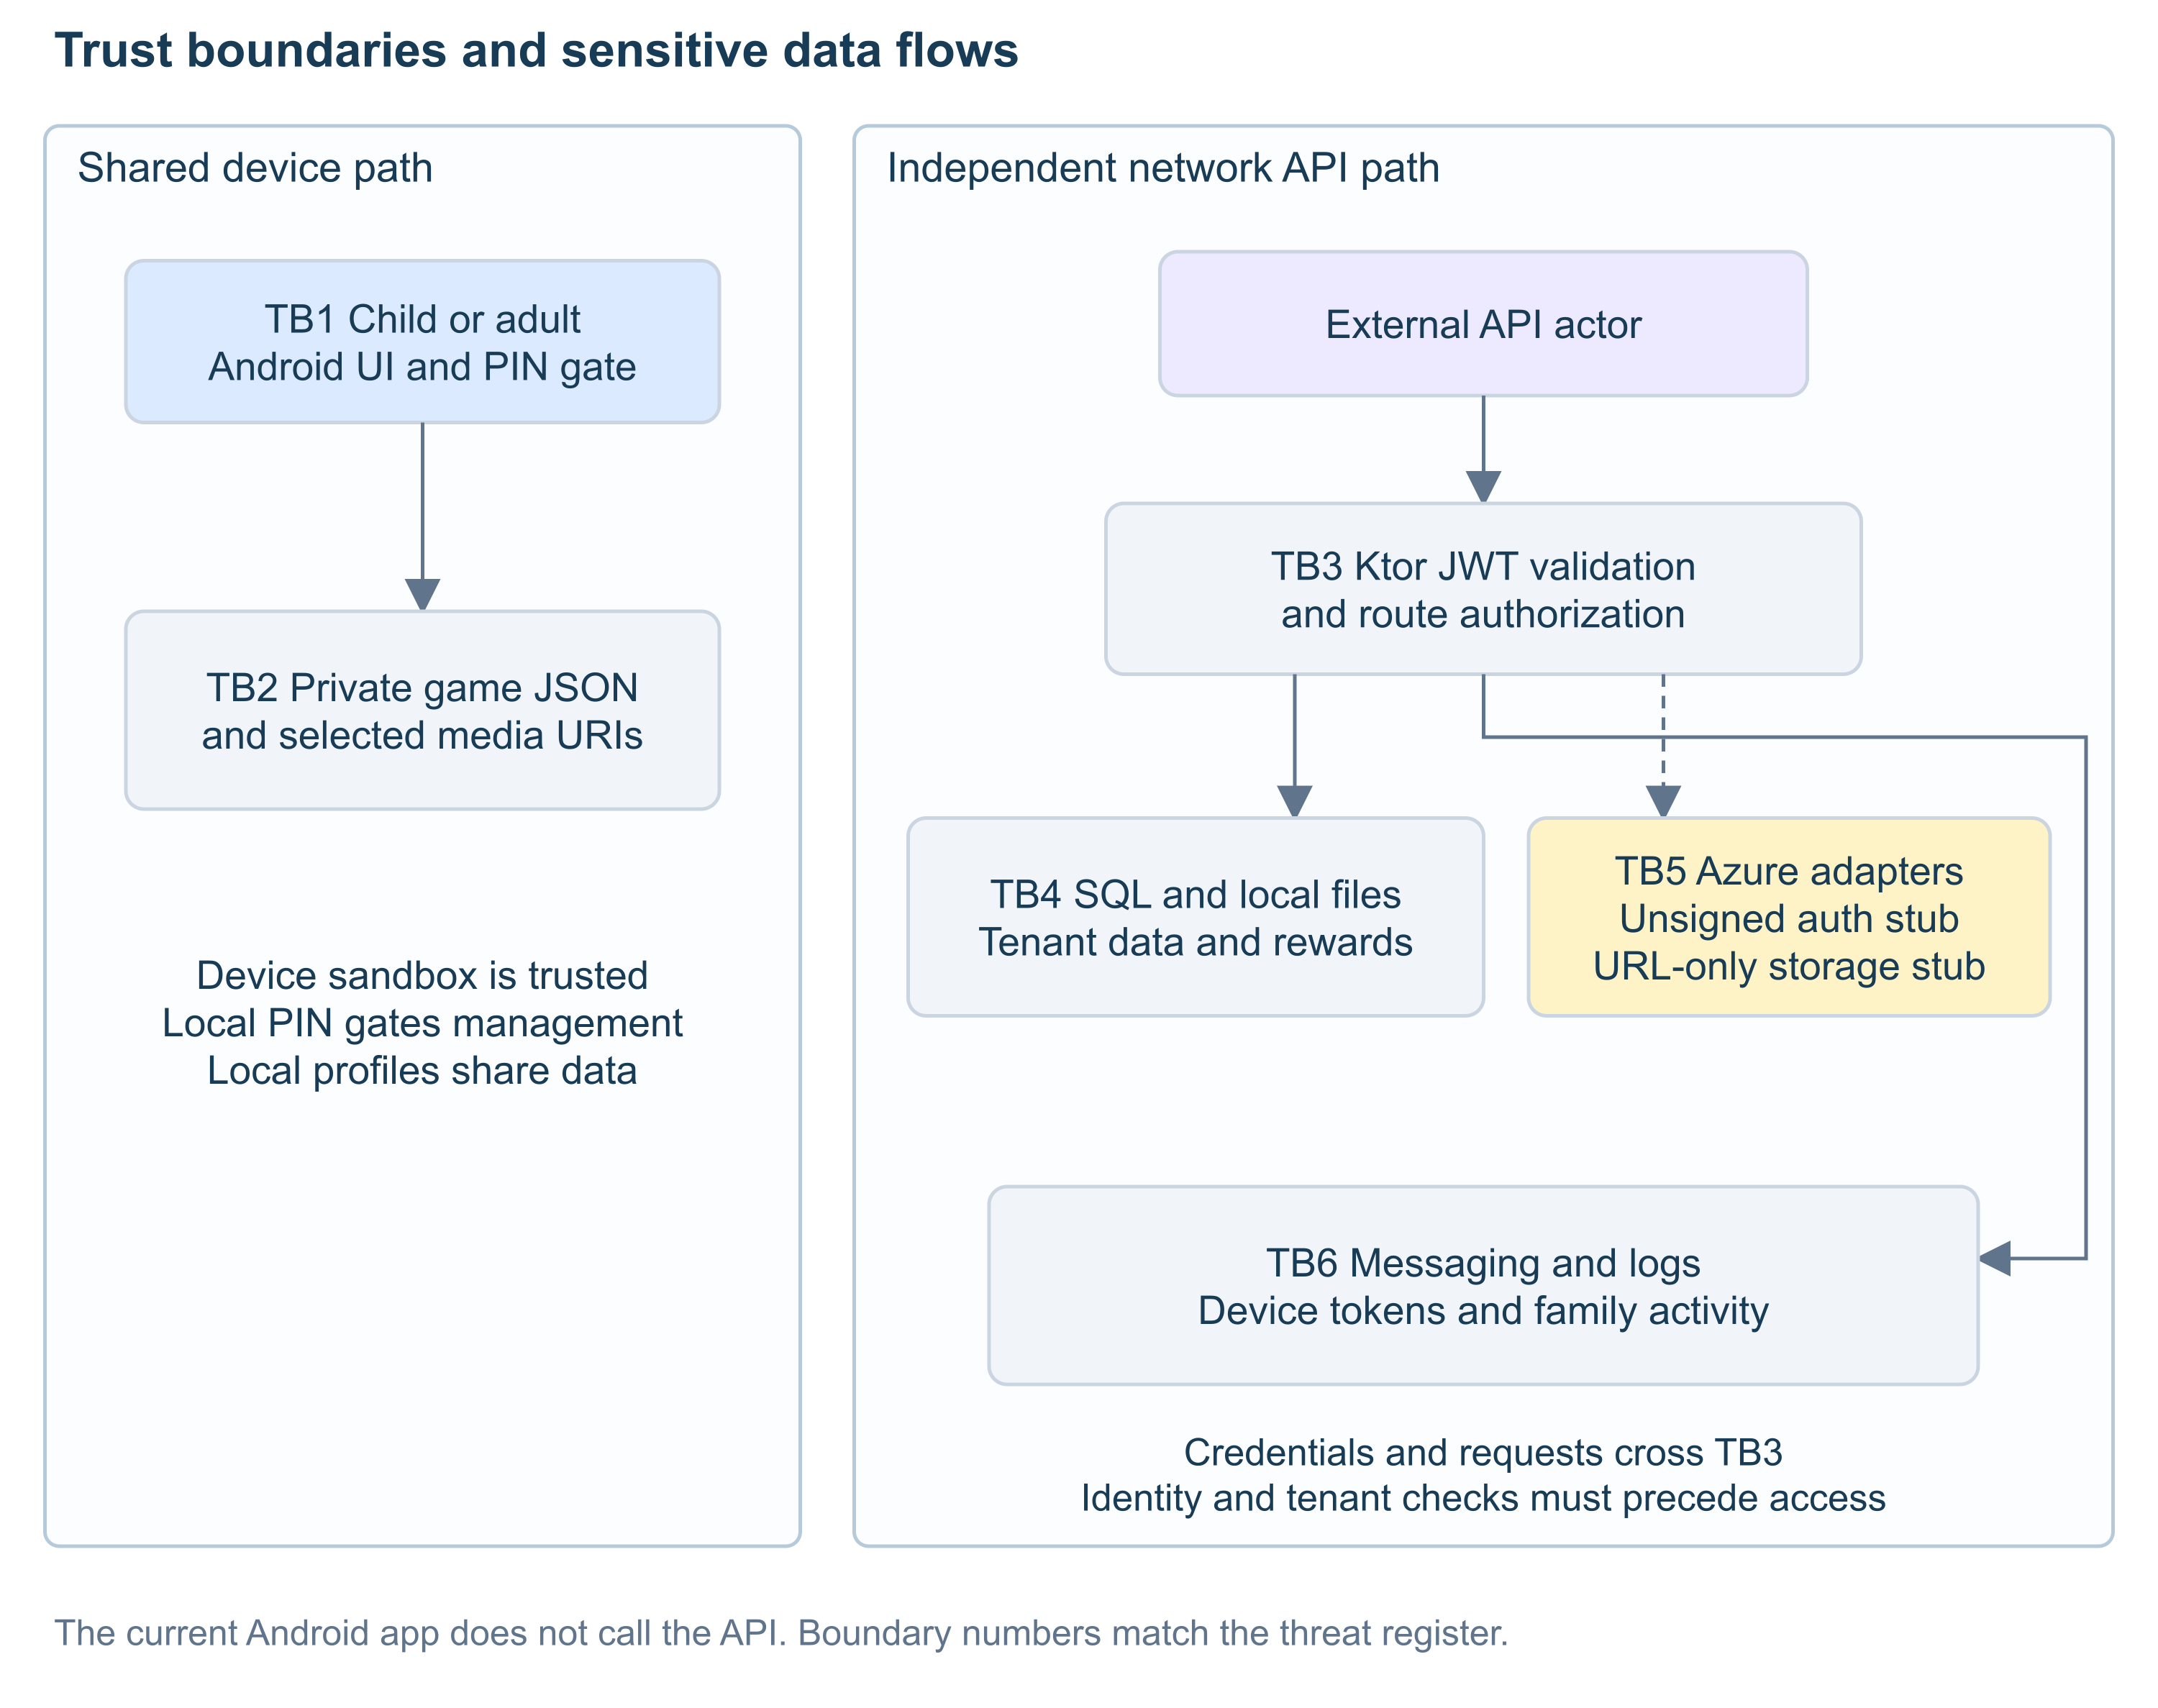 Trust boundaries and sensitive data flows
Shared device path
TB1 Child or adult
Android UI and PIN gate
TB2 Private game JSON
and selected media URIs
Device sandbox is trusted
Local PIN gates management
Local profiles share data
Independent network API path
External API actor
TB3 Ktor JWT validation
and route authorization
TB4 SQL and local files
Tenant data and rewards
TB5 Azure adapters
Unsigned auth stub
URL-only storage stub
TB6 Messaging and logs
Device tokens and family activity
Credentials and requests cross TB3
Identity and tenant checks must precede access
The current Android app does not call the API. Boundary numbers match the threat register.